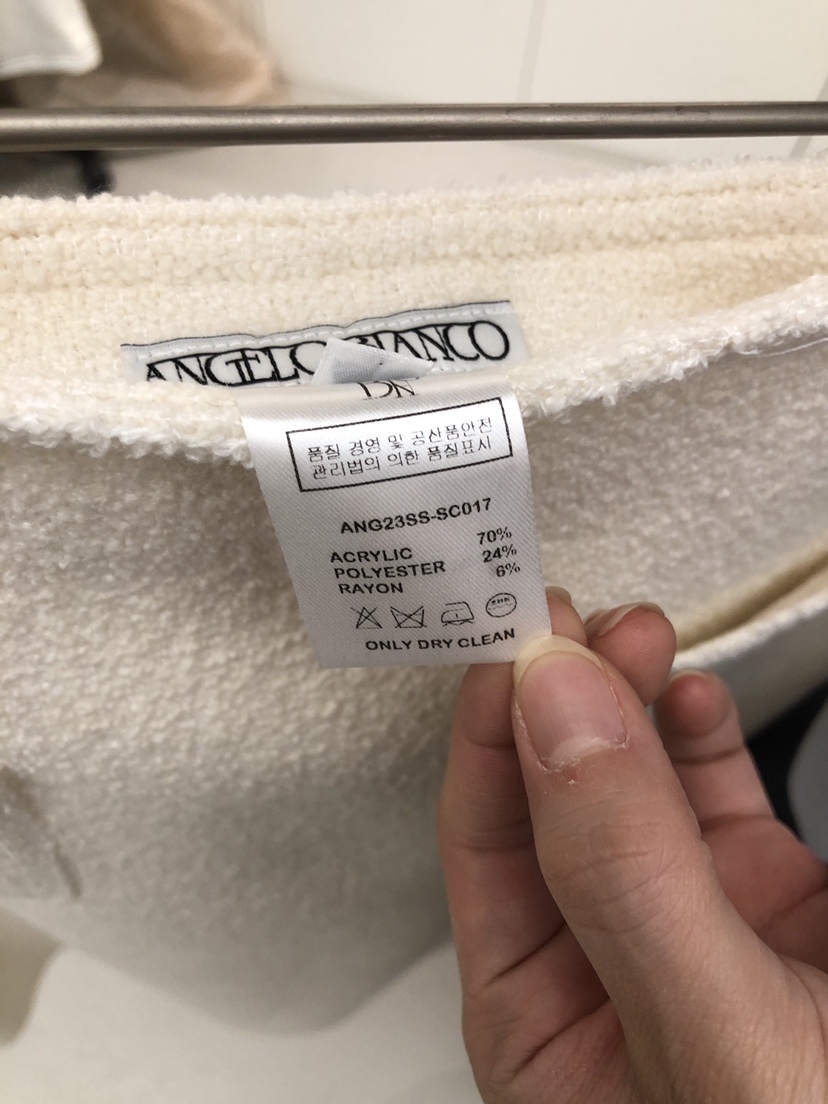 ANGELO BIANCO
품질 경영 및 공산품안전
관리법의 의한 품질표시
ANG23SS-SC017
ACRYLIC 70%
POLYESTER 24%
RAYON 6%
ONLY DRY CLEAN